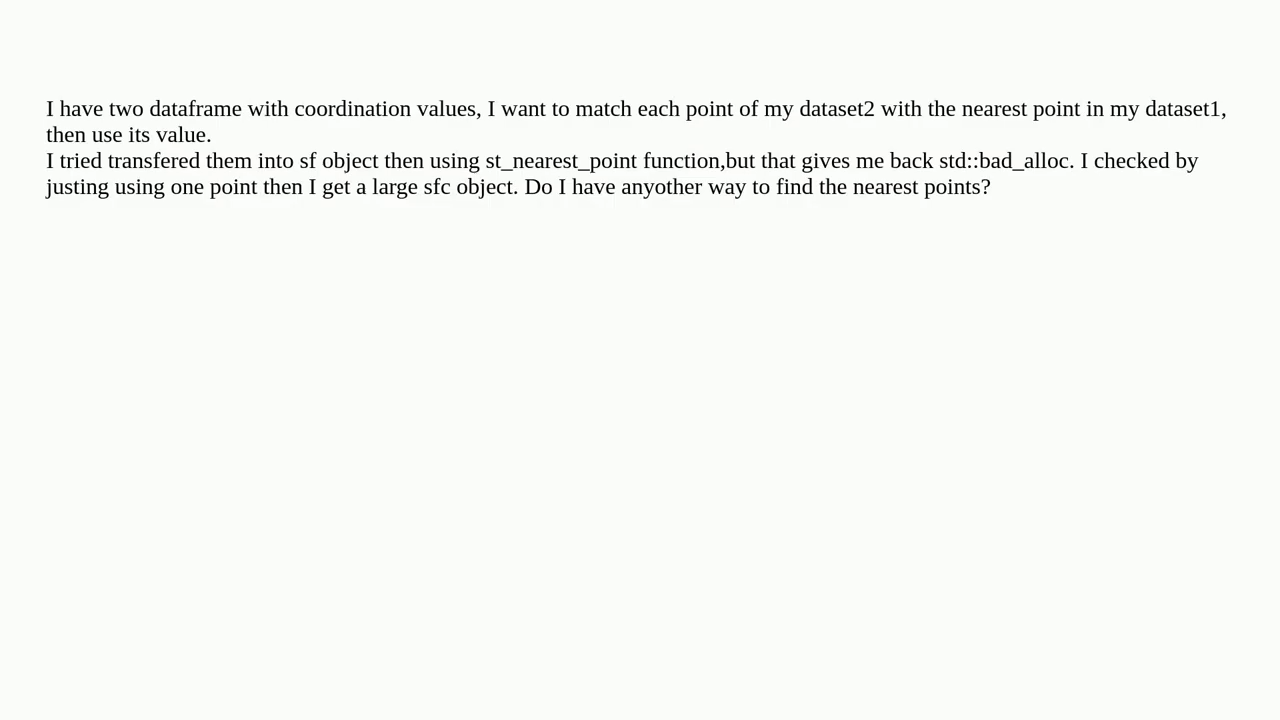 I have two dataframe with coordination values, I want to match each point of my dataset2 with the nearest point in my dataset1,
then use its value.
I tried transfered them into sf object then using st_nearest_point function,but that gives me back std::bad_alloc. I checked by
justing using one point then I get a large sfc object. Do I have anyother way to find the nearest points?